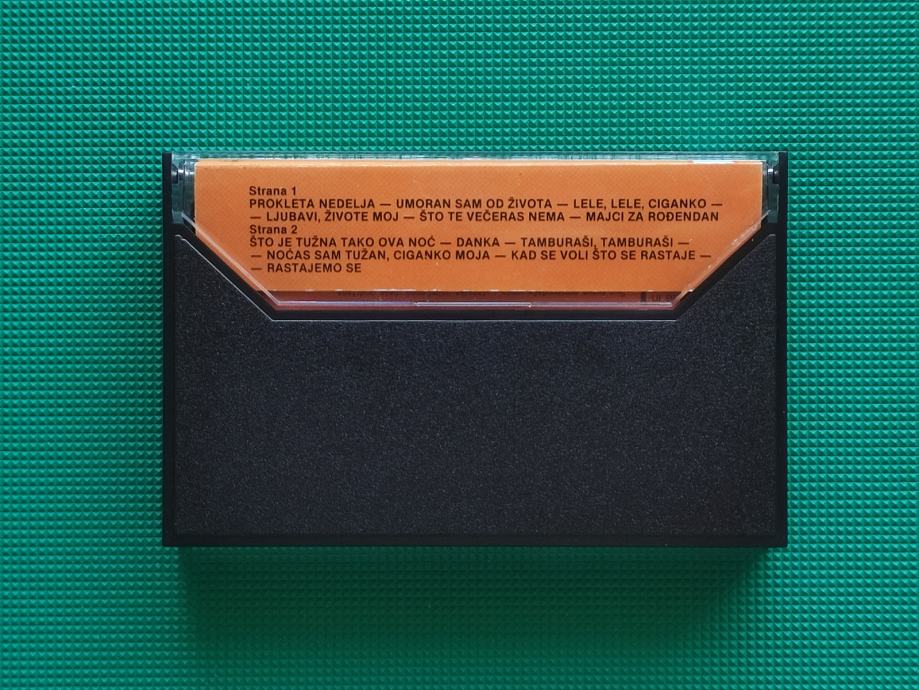 Strana 1
PROKLETA NEDELJA — UMORAN SAM OD ŽIVOTA — LELE, LELE, CIGANKO —
— LJUBAVI, ŽIVOTE MOJ — ŠTO TE VEČERAS NEMA — MAJCI ZA ROĐENDAN
Strana 2
ŠTO JE TUŽNA TAKO OVA NOĆ — DANKA — TAMBURAŠI, TAMBURAŠI —
— NOĆAS SAM TUŽAN, CIGANKO MOJA — KAD SE VOLI ŠTO SE RASTAJE —
— RASTAJEMO SE